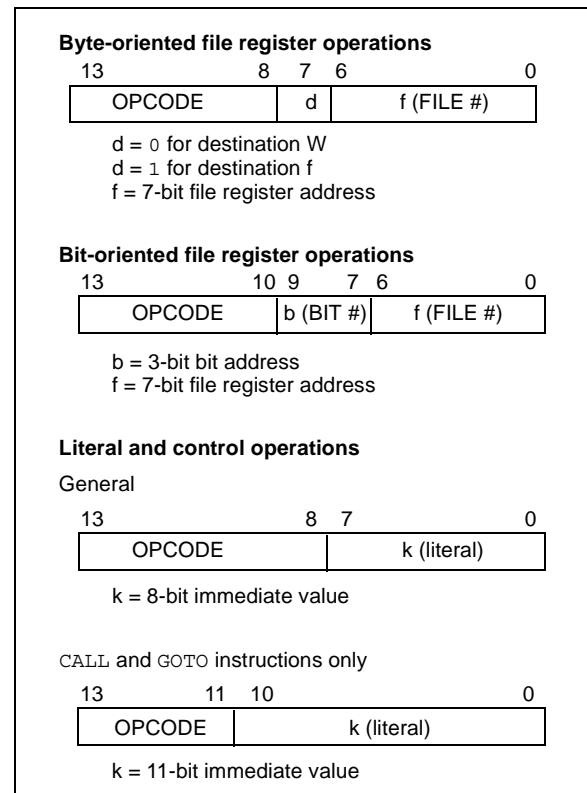 Byte-oriented file register operations
13 8 7 6 0
OPCODE d f (FILE #)
d = 0 for destination W
d = 1 for destination f
f = 7-bit file register address
Bit-oriented file register operations
13 10 9 7 6 0
OPCODE b (BIT #) f (FILE #)
b = 3-bit bit address
f = 7-bit file register address
Literal and control operations
General
13 8 7 0
OPCODE k (literal)
k = 8-bit immediate value
CALL and GOTO instructions only
13 11 10 0
OPCODE k (literal)
k = 11-bit immediate value